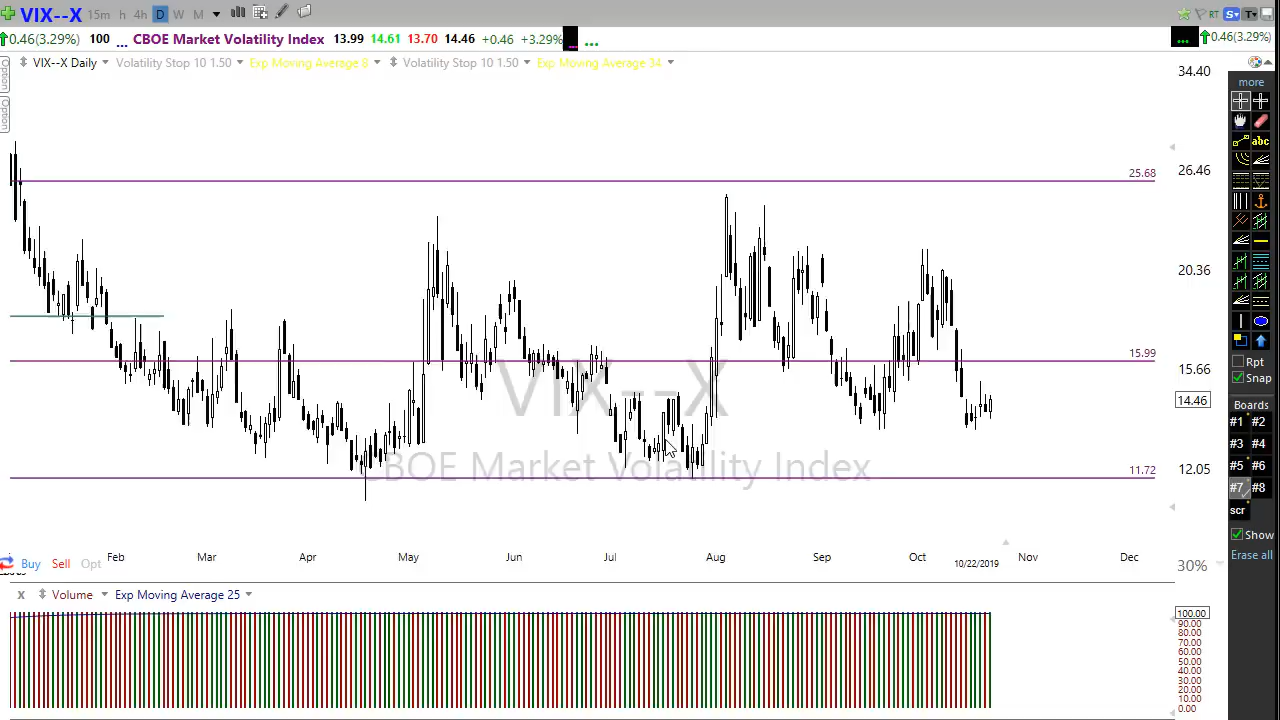 VIX--X 15m h 4h D W M S T RT
0.46(3.29%) 100 ... CBOE Market Volatility Index 13.99 14.61 13.70 14.46 +0.46 +3.29% ... ... ... 0.46(3.29%)
VIX--X Daily Volatility Stop 10 1.50 Exp Moving Average 8 Volatility Stop 10 1.50 Exp Moving Average 34
Option
Option
34.40
26.46
20.36
15.66
14.46
12.05
30%
25.68
15.99
11.72
VIX--X
CBOE Market Volatility Index
Feb Mar Apr May Jun Jul Aug Sep Oct 10/22/2019 Nov Dec
Buy Sell Opt
X Volume Exp Moving Average 25
100.00
90.00
80.00
70.00
60.00
50.00
40.00
30.00
20.00
10.00
0.00
more
abc
Rpt
Snap
Boards
#1 #2
#3 #4
#5 #6
#7 #8
scr
Show
Erase all